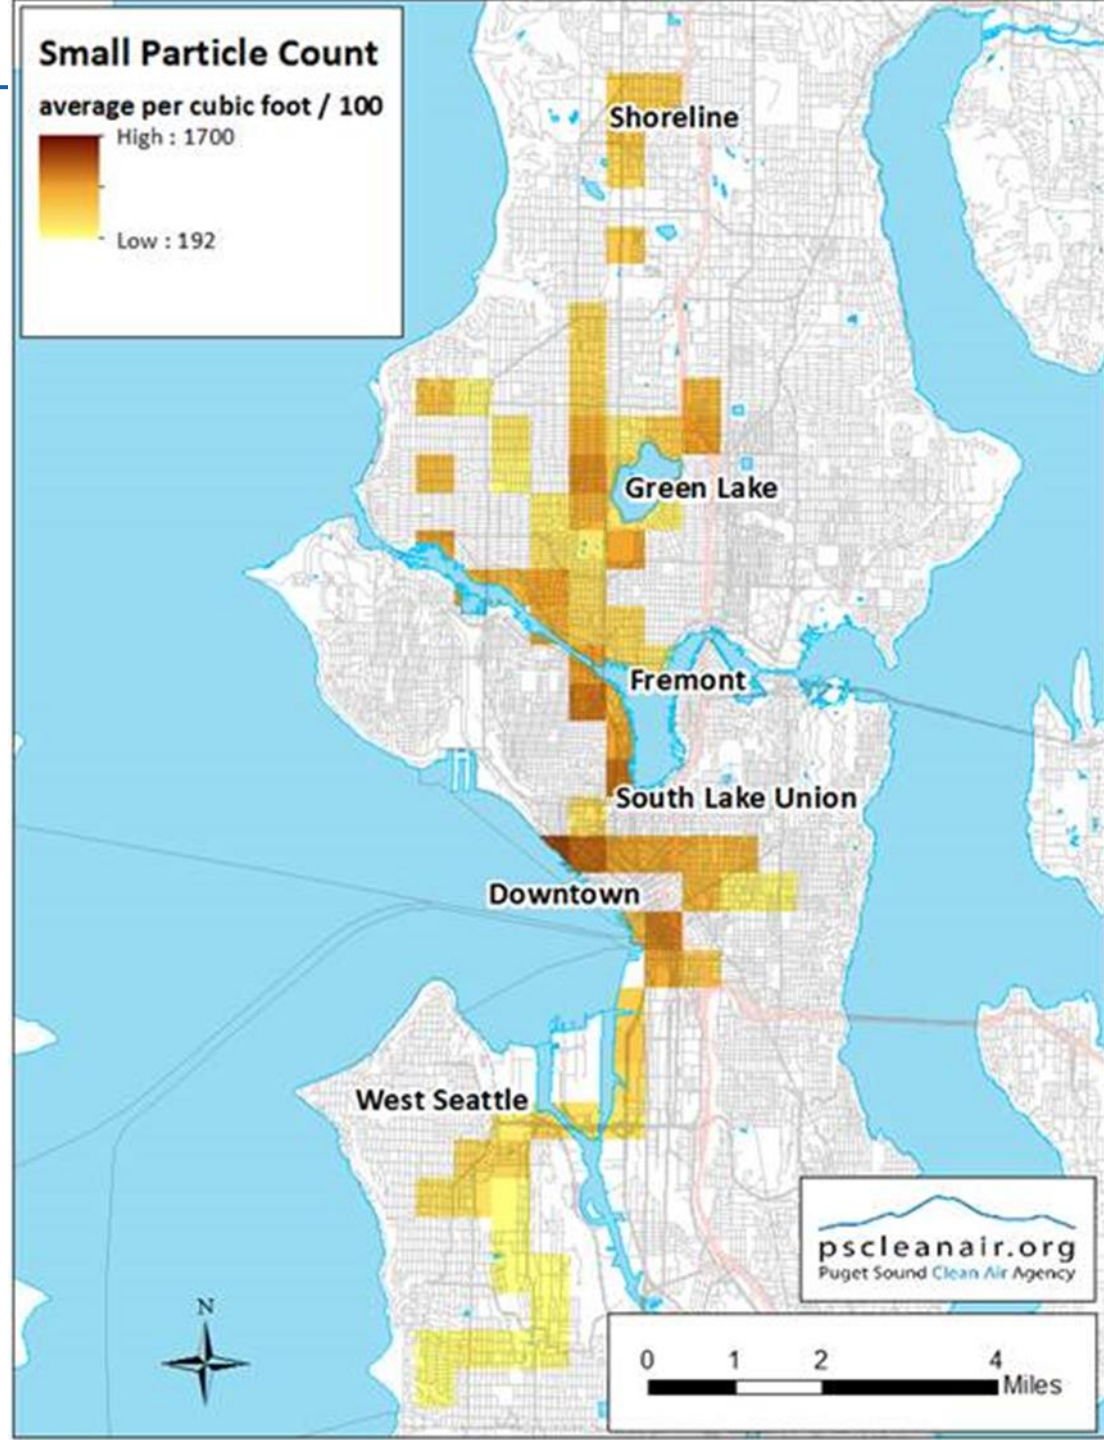 Small Particle Count
average per cubic foot / 100
High : 1700
Low : 192
Shoreline
Green Lake
Fremont
South Lake Union
Downtown
West Seattle
pscleanair.org
Puget Sound Clean Air Agency
N
0 1 2 4
Miles